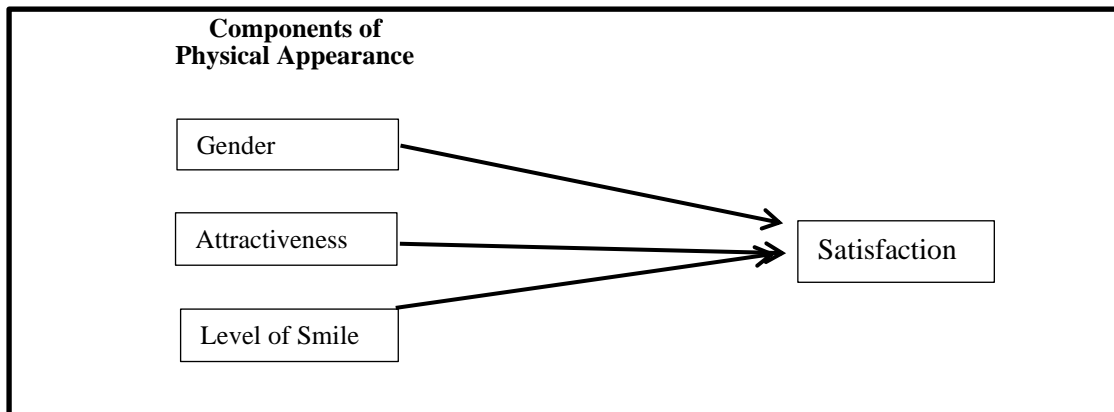 Components of
Physical Appearance
Gender
Attractiveness
Satisfaction
Level of Smile